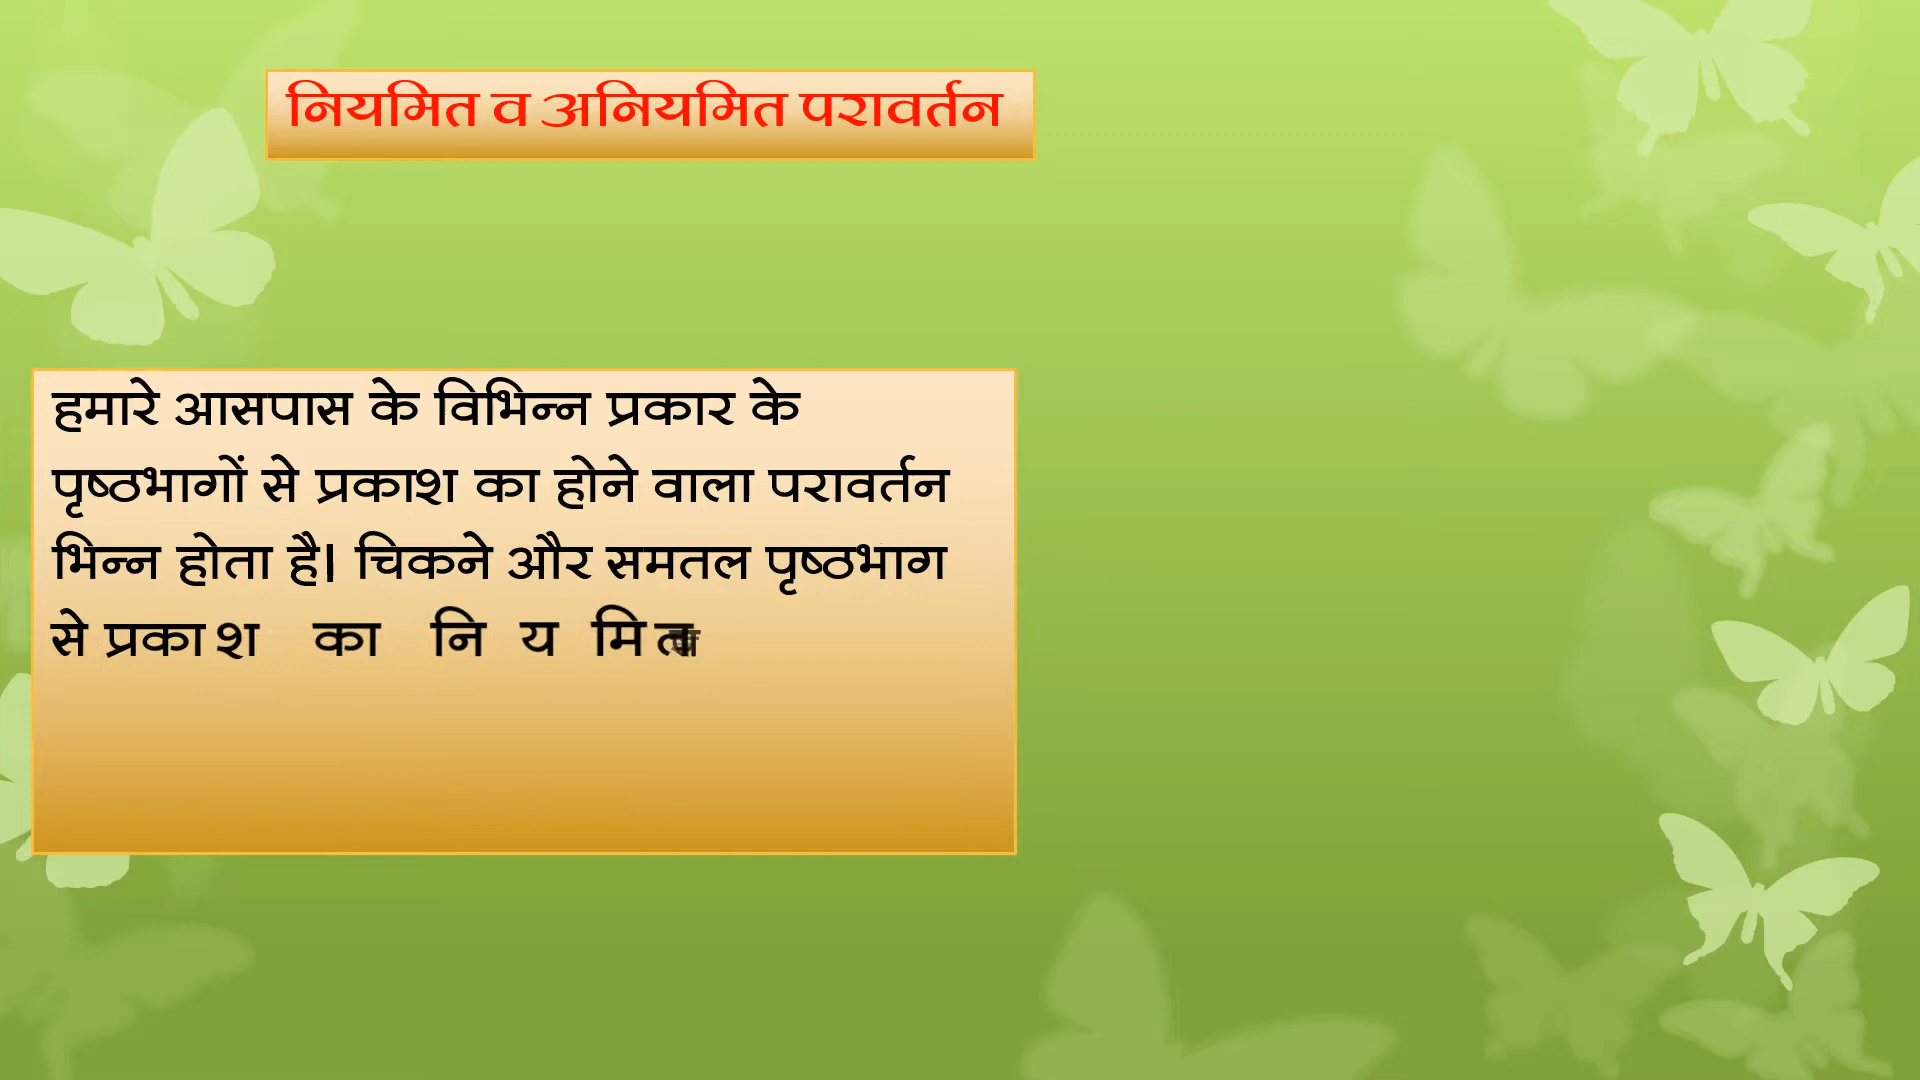 नियमित व अनियमित परावर्तन
हमारे आसपास के विभिन्न प्रकार के
पृष्ठभागों से प्रकाश का होने वाला परावर्तन
भिन्न होता है। चिकने और समतल पृष्ठभाग
से प्रकाश का नियमित